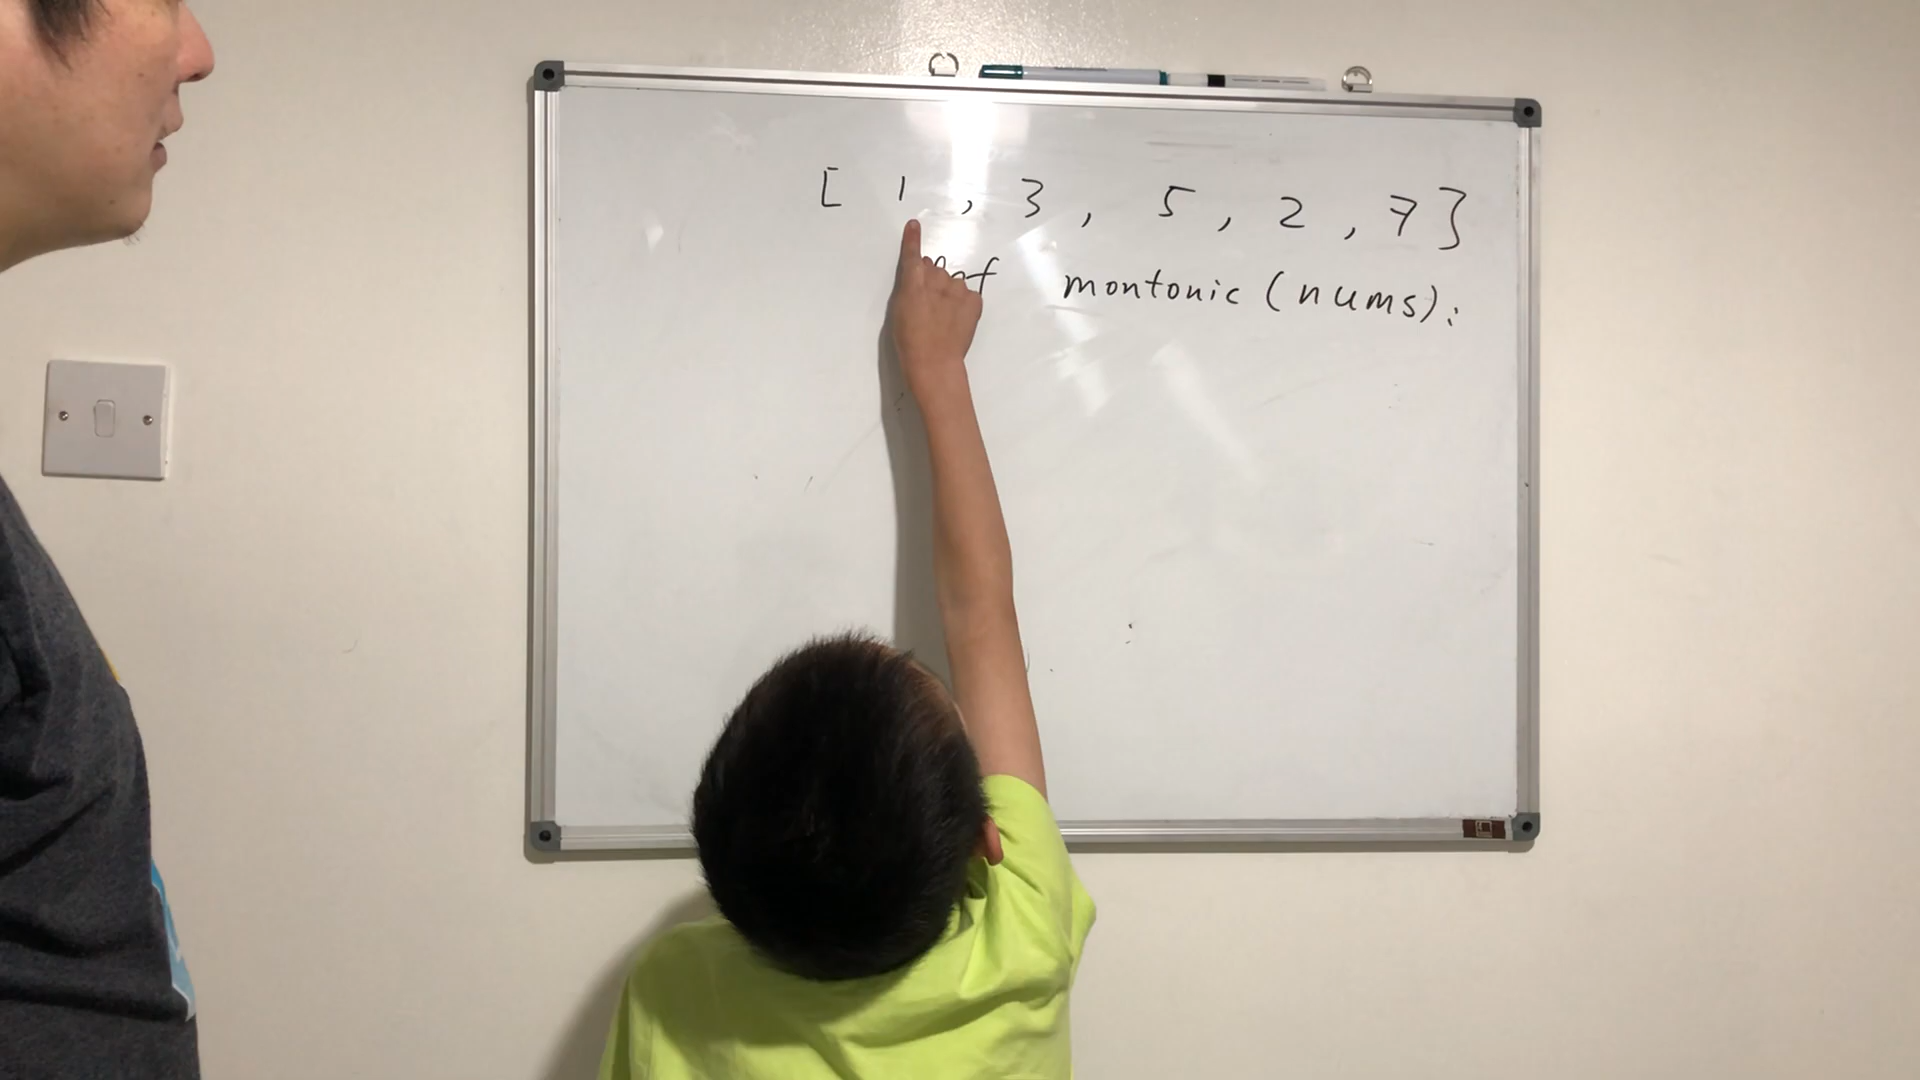 [ 1 , 3 , 5 , 2 , 7 ]
montonic (nums):